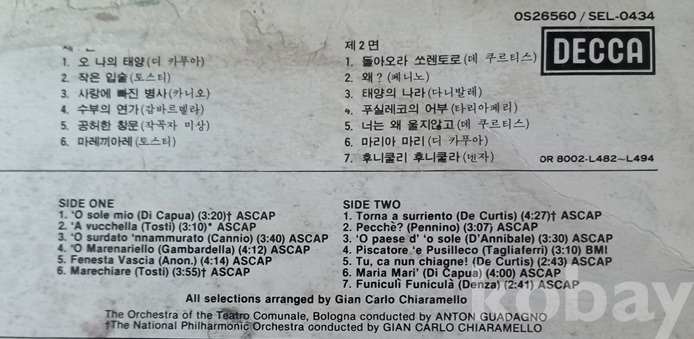 OS26560 / SEL-0434
DECCA
1. 오 나의 태양(디 카푸아)
2. 작은 입술(토스티)
3. 사랑에 빠진 병사(카니오)
4. 수부의 연가(감바르델라)
5. 공허한 창문(작곡자 미상)
6. 마레끼아레(토스티)
제2면
1. 돌아오라 쏘렌토로(데 쿠르티스)
2. 왜?(페니노)
3. 태양의 나라(다니발레)
4. 푸실레코의 어부(타리아페리)
5. 너는 왜 울지않고(데 쿠르티스)
6. 마리아 마리(디 카푸아)
7. 후니쿨리 후니쿨라(덴자)
OR 8002-L482~L494
SIDE ONE
1. 'O sole mio (Di Capua) (3:20)† ASCAP
2. 'A vucchella (Tosti) (3:10)* ASCAP
3. 'O surdato 'nnamurato (Cannio) (3:40) ASCAP
4. 'O Marenariello (Gambardella) (4:12) ASCAP
5. Fenesta Vascia (Anon.) (4:14) ASCAP
6. Marechiare (Tosti) (3:55)† ASCAP
SIDE TWO
1. Torna a surriento (De Curtis) (4:27)† ASCAP
2. Pecchè? (Pennino) (3:07) ASCAP
3. 'O paese d' 'o sole (D'Annibale) (3:30) ASCAP
4. Piscatore 'e Pusilleco (Tagliaferri) (3:10) BMI
5. Tu, ca nun chiagne! (De Curtis) (2:43) ASCAP
6. Maria Mari' (Di Capua) (4:00) ASCAP
7. Funiculì Funiculà (Denza) (2:41) ASCAP
All selections arranged by Gian Carlo Chiaramello
The Orchestra of the Teatro Comunale, Bologna conducted by ANTON GUADAGNO
†The National Philharmonic Orchestra conducted by GIAN CARLO CHIARAMELLO
kobay